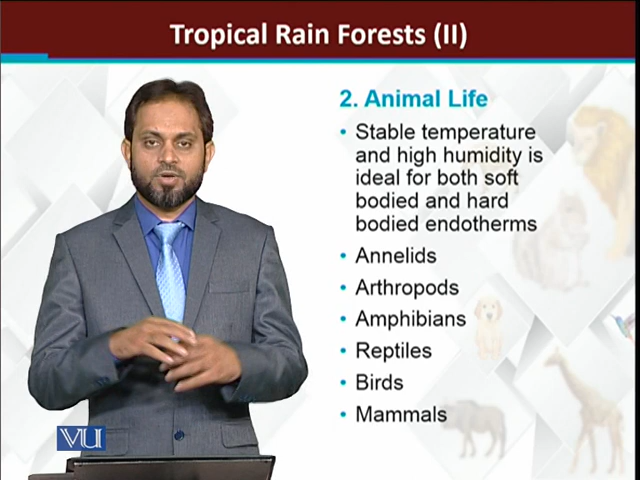 Tropical Rain Forests (II)
2. Animal Life
• Stable temperature
and high humidity is
ideal for both soft
bodied and hard
bodied endotherms
• Annelids
• Arthropods
• Amphibians
• Reptiles
• Birds
• Mammals
VU